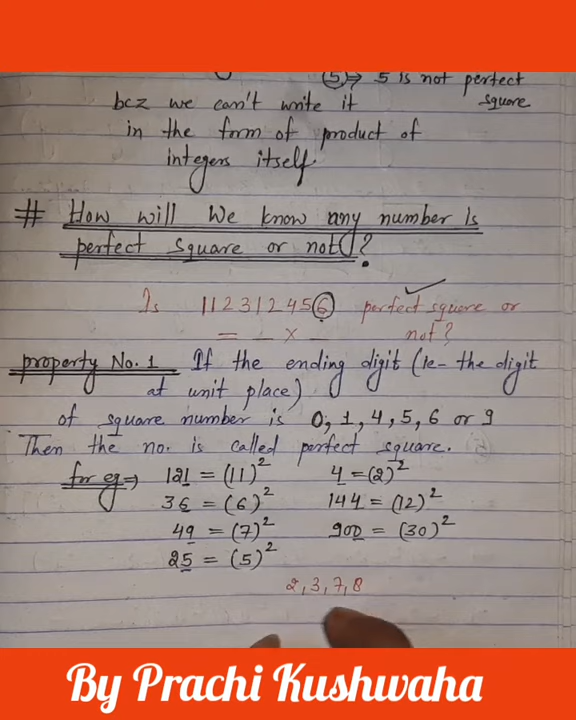 (5) ⇒ 5 is not perfect
bcz we can't write it square
in the form of product of
integers itself.
# How will We know any number is
perfect square or not?
Is 1123124456 perfect square or
= _ × _ not?
property No. 1 If the ending digit (ie- the digit
at unit place)
of square number is 0, 1, 4, 5, 6 or 9
Then the no. is called perfect square.
for eg ⇒ 121 = (11)² 4 = (2)²
36 = (6)² 144 = (12)²
49 = (7)² 900 = (30)²
25 = (5)²
2, 3, 7, 8
By Prachi Kushwaha